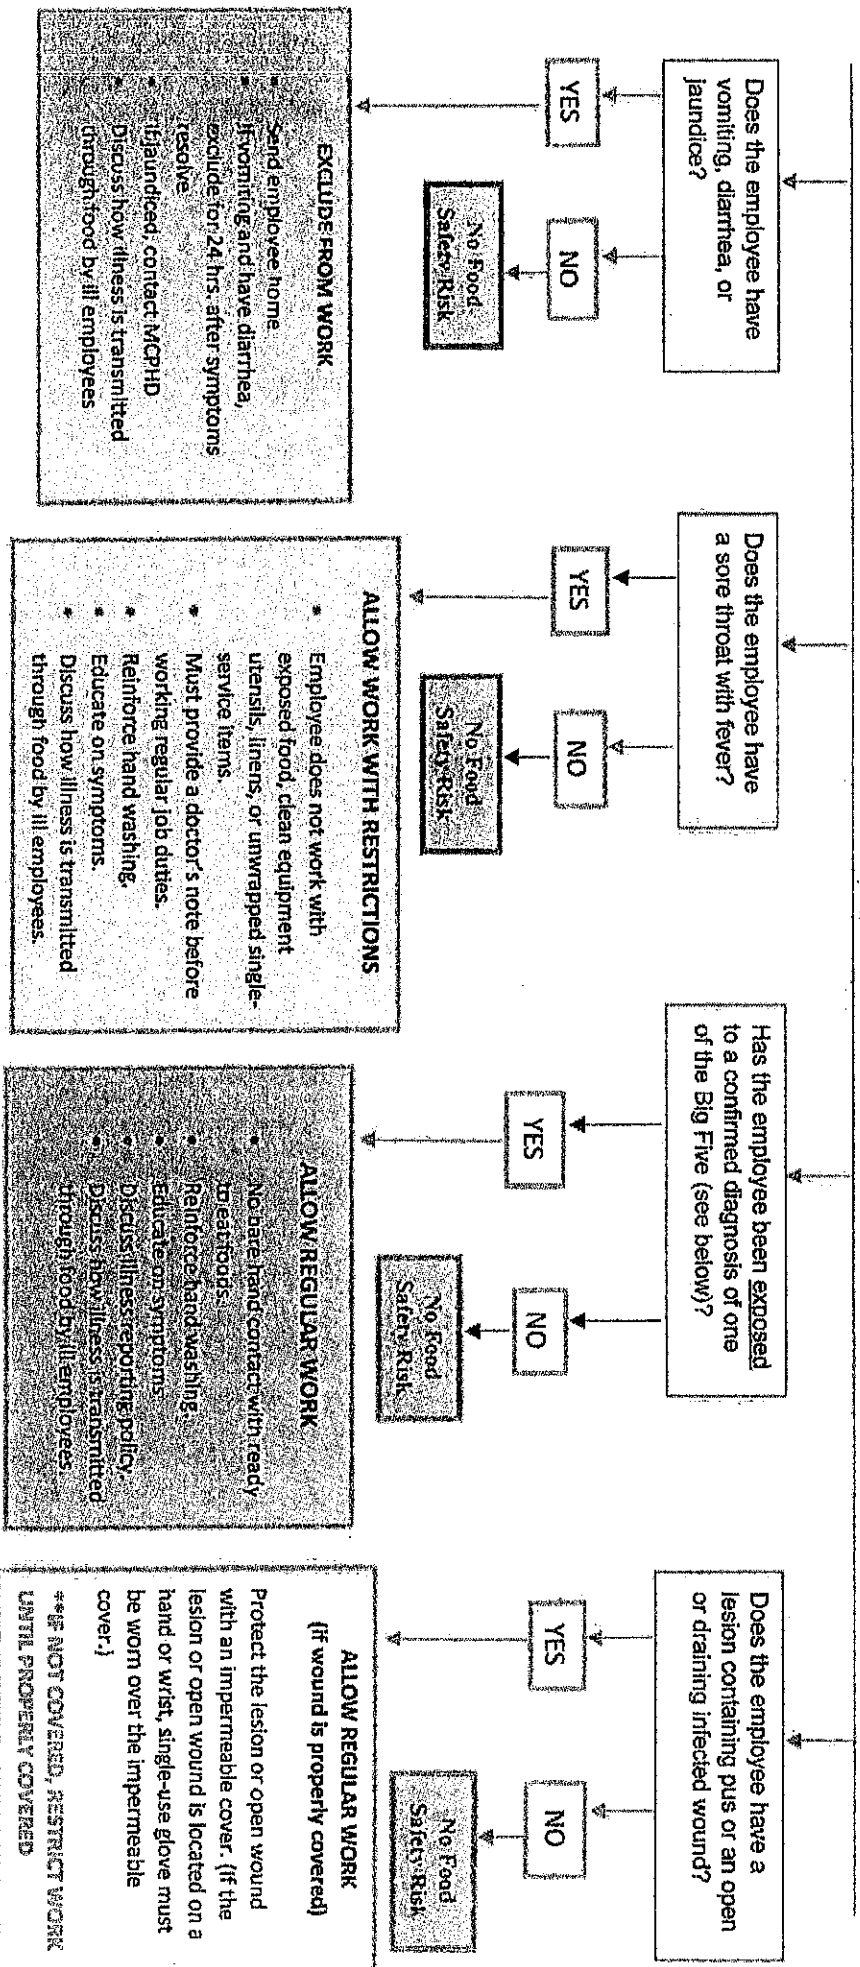 Does the employee have
vomiting, diarrhea, or
jaundice?
YES
NO
No Food
Safety Risk
EXCLUDE FROM WORK
• Send employee home
• If vomiting and have diarrhea,
exclude for 24 hrs. after symptoms
resolve.
• If jaundiced, contact MCPHD
• Discuss how illness is transmitted
through food by ill employees
Does the employee have
a sore throat with fever?
YES
NO
No Food
Safety Risk
ALLOW WORK WITH RESTRICTIONS
• Employee does not work with
exposed food, clean equipment
utensils, linens, or unwrapped single-
service items.
• Must provide a doctor's note before
working regular job duties.
• Reinforce hand washing.
• Educate on symptoms.
• Discuss how illness is transmitted
through food by ill employees.
Has the employee been exposed
to a confirmed diagnosis of one
of the Big Five (see below)?
YES
NO
No Food
Safety Risk
ALLOW REGULAR WORK
• No bare hand contact with ready
to eat foods.
• Reinforce hand washing.
• Educate on symptoms
• Discuss illness reporting policy.
• Discuss how illness is transmitted
through food by ill employees.
Does the employee have a
lesion containing pus or an open
or draining infected wound?
YES
NO
No Food
Safety Risk
ALLOW REGULAR WORK
(if wound is properly covered)
Protect the lesion or open wound
with an impermeable cover. (If the
lesion or open wound is located on a
hand or wrist, single-use glove must
be worn over the impermeable
cover.)
**IF NOT COVERED, RESTRICT WORK
UNTIL PROPERLY COVERED